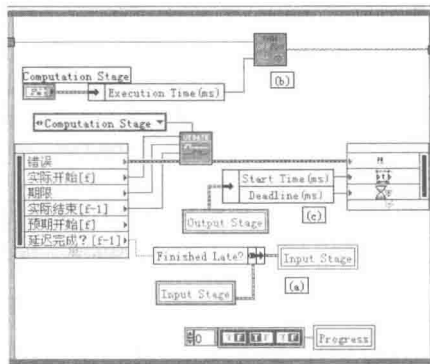 (b)
Computation Stage
Execution Time(ms)
Computation Stage
错误
实际开始[f]
期限
实际结束[f-1]
预期开始[f]
延迟完成？[f-1]
Start Time(ms)
Deadline(ms)
(c)
Output Stage
Finished Late?
Input Stage
(a)
Input Stage
0
Progress